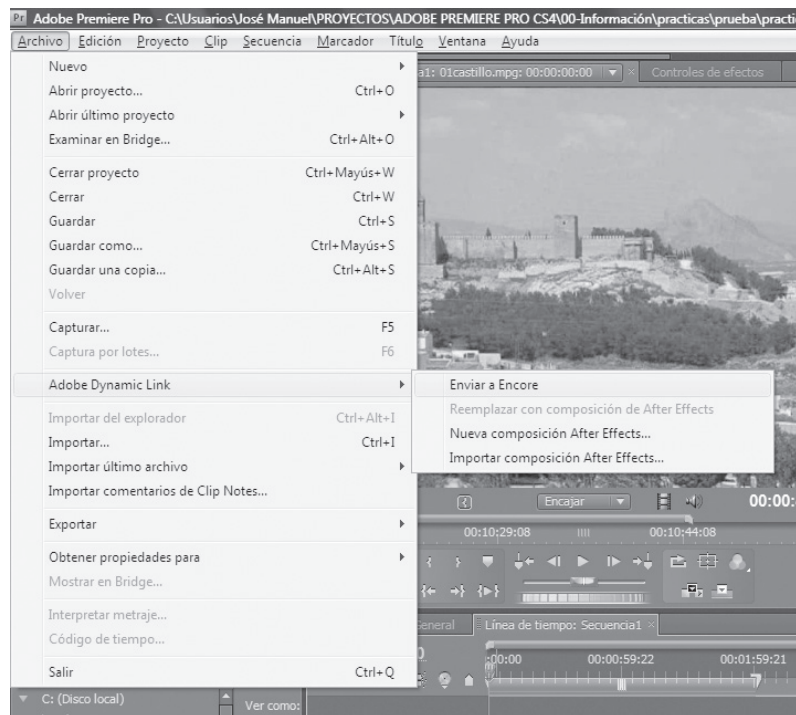 Pr Adobe Premiere Pro - C:\Usuarios\José Manuel\PROYECTOS\ADOBE PREMIERE PRO CS4\00-Información\practicas\prueba\practi
Archivo Edición Proyecto Clip Secuencia Marcador Título Ventana Ayuda
a1: 01castillo.mpg: 00:00:00:00 Controles de efectos
Nuevo
Abrir proyecto... Ctrl+O
Abrir último proyecto
Examinar en Bridge... Ctrl+Alt+O
Cerrar proyecto Ctrl+Mayús+W
Cerrar Ctrl+W
Guardar Ctrl+S
Guardar como... Ctrl+Mayús+S
Guardar una copia... Ctrl+Alt+S
Volver
Capturar... F5
Captura por lotes... F6
Adobe Dynamic Link
Importar del explorador Ctrl+Alt+I
Importar... Ctrl+I
Importar último archivo
Importar comentarios de Clip Notes...
Exportar
Obtener propiedades para
Mostrar en Bridge...
Interpretar metraje...
Código de tiempo...
Salir Ctrl+Q
Enviar a Encore
Reemplazar con composición de After Effects
Nueva composición After Effects...
Importar composición After Effects...
Encajar 00:00:
00:10:29:08 00:10:44:08
General Línea de tiempo: Secuencia1
:00:00 00:00:59:22 00:01:59:21
C: (Disco local) Ver como: